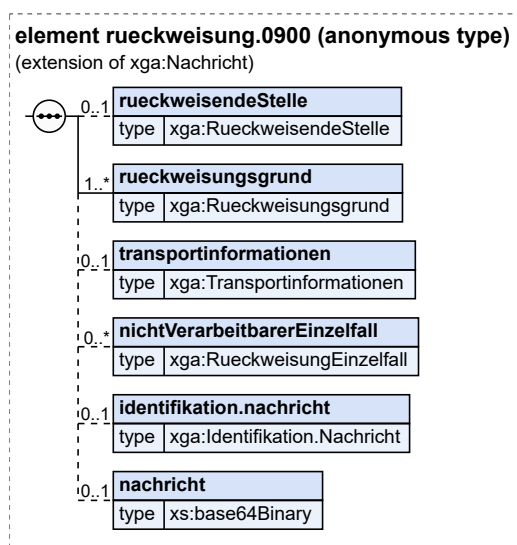 element rueckweisung.0900 (anonymous type)
(extension of xga:Nachricht)
0..1 rueckweisendeStelle
type xga:RueckweisendeStelle
1..* rueckweisungsgrund
type xga:Rueckweisungsgrund
0..1 transportinformationen
type xga:Transportinformationen
0..* nichtVerarbeitbarerEinzelfall
type xga:RueckweisungEinzelfall
0..1 identifikation.nachricht
type xga:Identifikation.Nachricht
0..1 nachricht
type xs:base64Binary